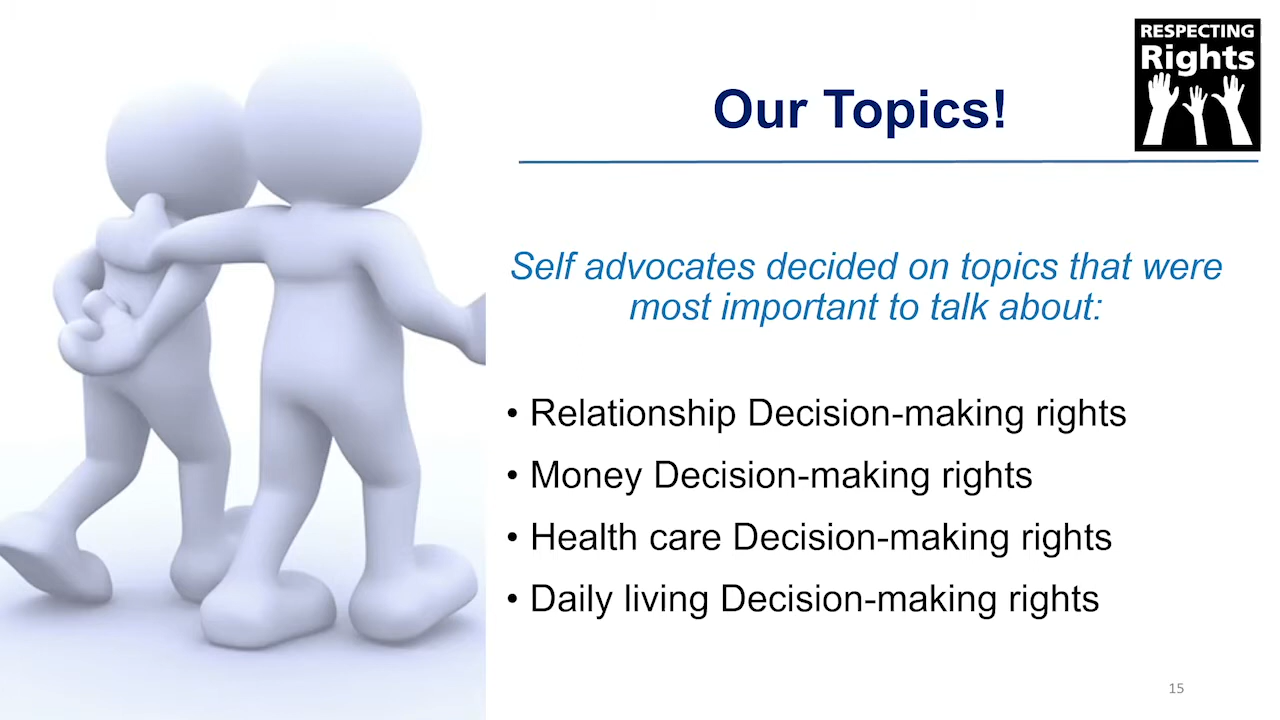 RESPECTING
Rights
Our Topics!
Self advocates decided on topics that were
most important to talk about:
• Relationship Decision-making rights
• Money Decision-making rights
• Health care Decision-making rights
• Daily living Decision-making rights
15